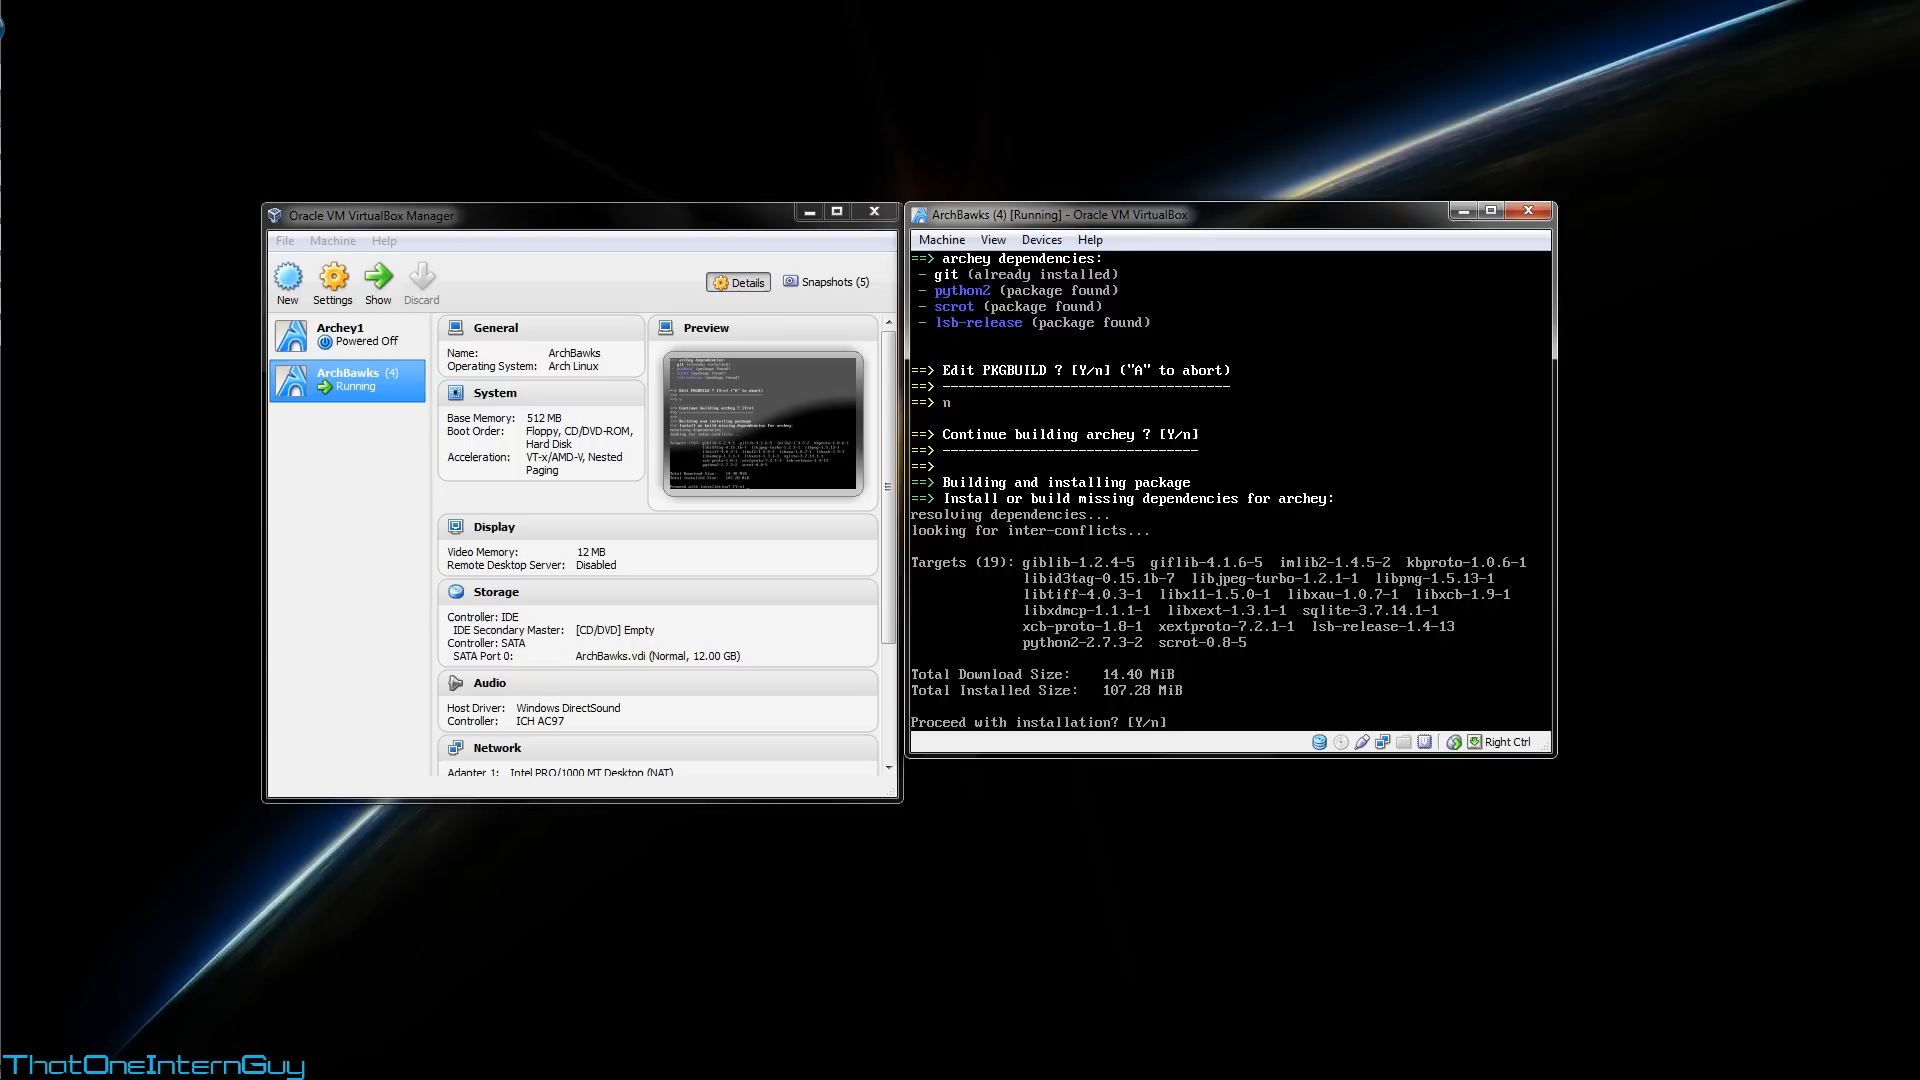 Oracle VM VirtualBox Manager
File Machine Help
New Settings Show Discard
Details Snapshots (5)
Archey1
Powered Off
ArchBawks (4)
Running
General
Name: ArchBawks
Operating System: Arch Linux
System
Base Memory: 512 MB
Boot Order: Floppy, CD/DVD-ROM,
Hard Disk
Acceleration: VT-x/AMD-V, Nested
Paging
Preview
Display
Video Memory: 12 MB
Remote Desktop Server: Disabled
Storage
Controller: IDE
IDE Secondary Master: [CD/DVD] Empty
Controller: SATA
SATA Port 0: ArchBawks.vdi (Normal, 12.00 GB)
Audio
Host Driver: Windows DirectSound
Controller: ICH AC97
Network
Adapter 1: Intel PRO/1000 MT Desktop (NAT)
ArchBawks (4) [Running] - Oracle VM VirtualBox
Machine View Devices Help
==> archey dependencies:
- git (already installed)
- python2 (package found)
- scrot (package found)
- lsb-release (package found)
==> Edit PKGBUILD ? [Y/n] ("A" to abort)
==> ------------------------------------
==> n
==> Continue building archey ? [Y/n]
==> --------------------------------
==>
==> Building and installing package
==> Install or build missing dependencies for archey:
resolving dependencies...
looking for inter-conflicts...
Targets (19): giblib-1.2.4-5 giflib-4.1.6-5 imlib2-1.4.5-2 kbproto-1.0.6-1
libid3tag-0.15.1b-7 libjpeg-turbo-1.2.1-1 libpng-1.5.13-1
libtiff-4.0.3-1 libx11-1.5.0-1 libxau-1.0.7-1 libxcb-1.9-1
libxdmcp-1.1.1-1 libxext-1.3.1-1 sqlite-3.7.14.1-1
xcb-proto-1.8-1 xextproto-7.2.1-1 lsb-release-1.4-13
python2-2.7.3-2 scrot-0.8-5
Total Download Size: 14.40 MiB
Total Installed Size: 107.28 MiB
Proceed with installation? [Y/n]
Right Ctrl
ThatOneInternGuy